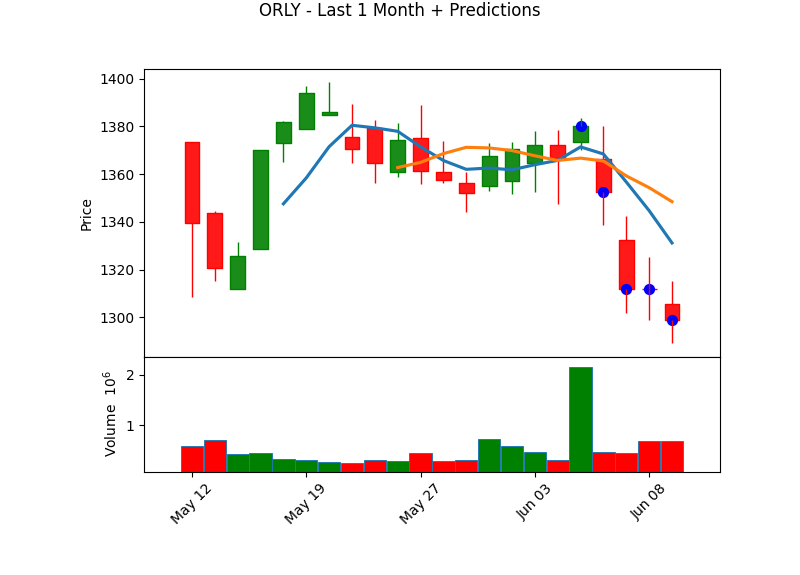 ORLY - Last 1 Month + Predictions
1400
1380
1360
1340
1320
1300
Price
2
1
Volume 10^6
May 12
May 19
May 27
Jun 03
Jun 08